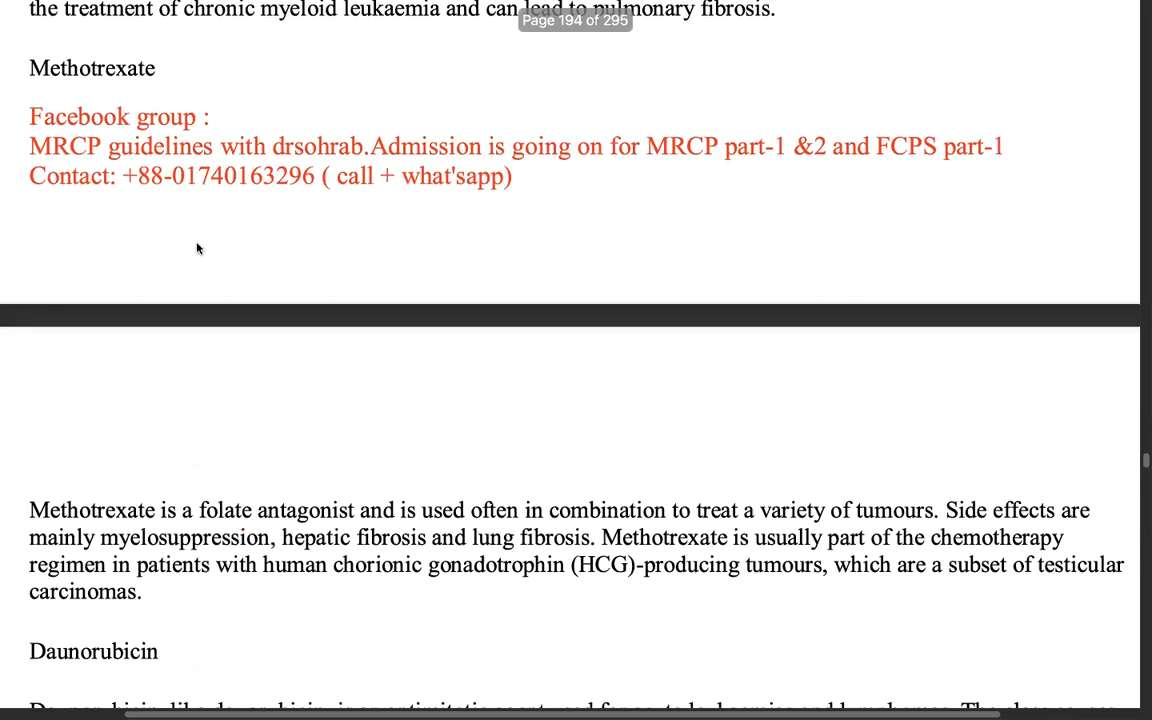 the treatment of chronic myeloid leukaemia and can lead to pulmonary fibrosis.
Page 194 of 295
Methotrexate
Facebook group :
MRCP guidelines with drsohrab.Admission is going on for MRCP part-1 &2 and FCPS part-1
Contact: +88-01740163296 ( call + what'sapp)
Methotrexate is a folate antagonist and is used often in combination to treat a variety of tumours. Side effects are
mainly myelosuppression, hepatic fibrosis and lung fibrosis. Methotrexate is usually part of the chemotherapy
regimen in patients with human chorionic gonadotrophin (HCG)-producing tumours, which are a subset of testicular
carcinomas.
Daunorubicin